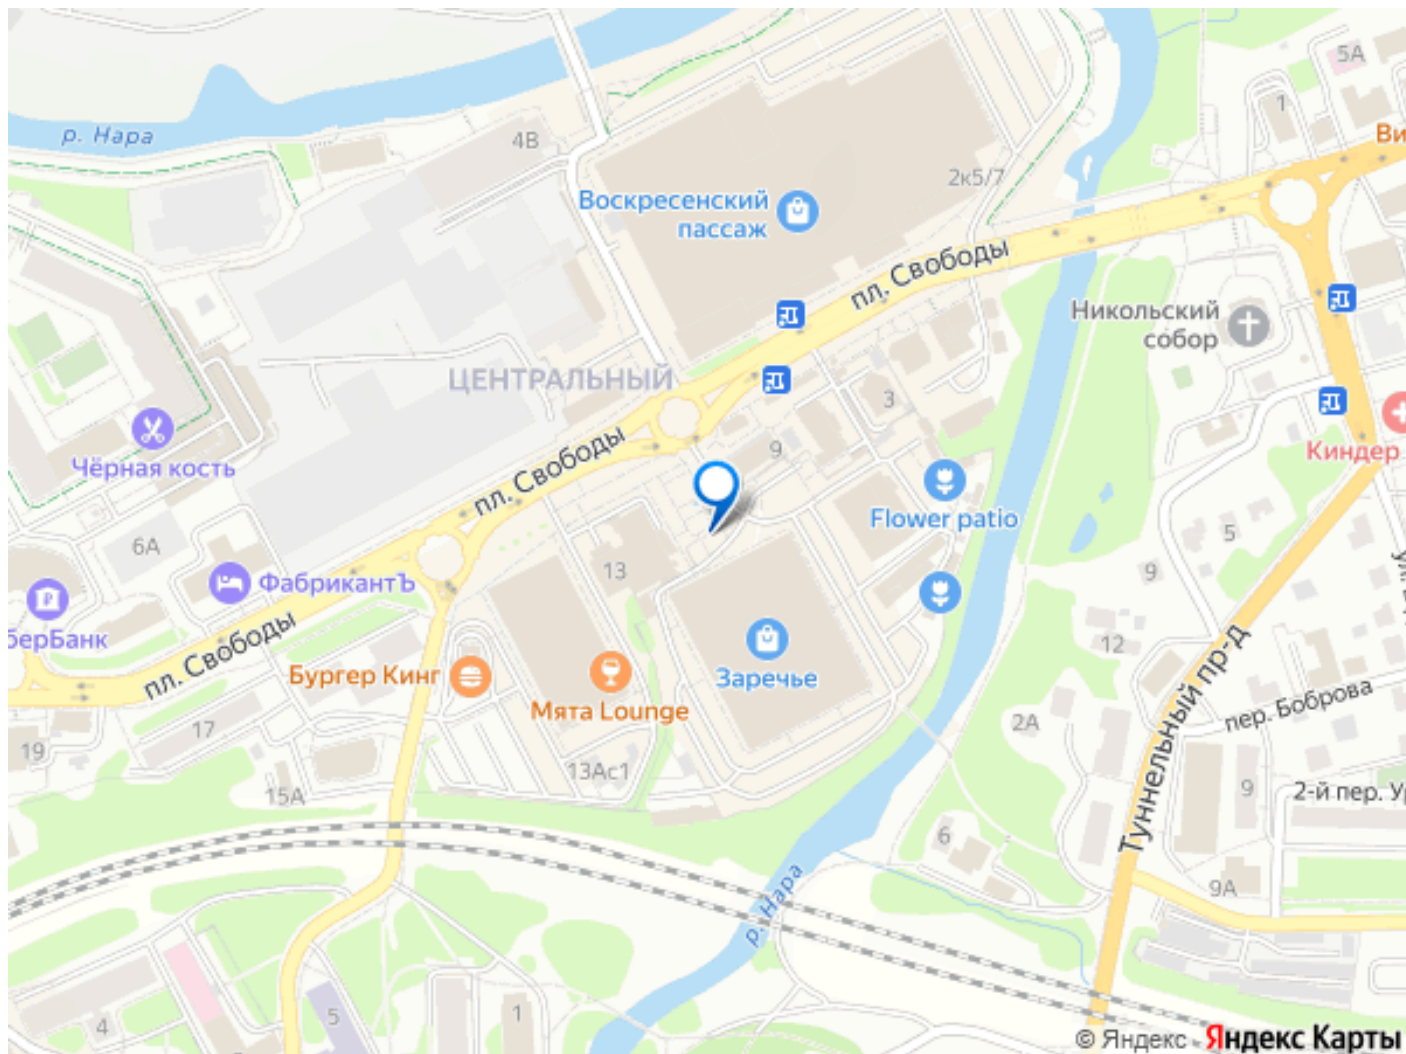 5А
1
Ви
р. Нара
4В
2к5/7
Воскресенский
пассаж
пл. Свободы
Никольский
собор
ЦЕНТРАЛЬНЫЙ
3
Чёрная кость
9
Киндер
пл. Свободы
Flower patio
6А
5
13
9
ФабрикантЪ
берБанк
12
пл. Свободы
Бургер Кинг
Заречье
Мята Lounge
17
2А
пер. Боброва
19
Туннельный пр-д
13Ас1
15А
9
2-й пер. Ур
6
9А
р. Нара
4
5
1
© Яндекс - Яндекс Карты